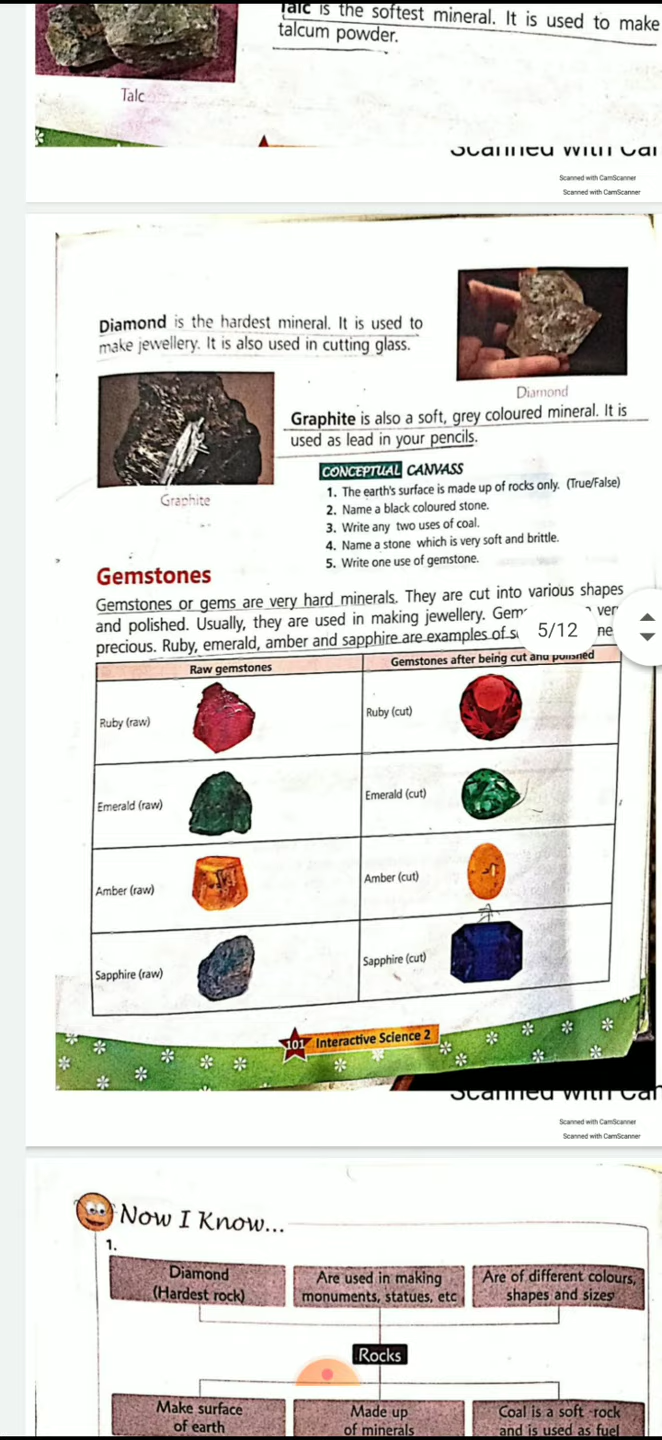 Talc is the softest mineral. It is used to make
talcum powder.
Talc
Scanned with CamScanner
Scanned with CamScanner
Diamond is the hardest mineral. It is used to
make jewellery. It is also used in cutting glass.
Diamond
Graphite is also a soft, grey coloured mineral. It is
used as lead in your pencils.
Graphite
CONCEPTUAL CANVASS
1. The earth's surface is made up of rocks only. (True/False)
2. Name a black coloured stone.
3. Write any two uses of coal.
4. Name a stone which is very soft and brittle.
5. Write one use of gemstone.
Gemstones
Gemstones or gems are very hard minerals. They are cut into various shapes
and polished. Usually, they are used in making jewellery.
precious. Ruby, emerald, amber and sapphire are examples of
5/12
Raw gemstones
Gemstones after being cut and polished
Ruby (raw)
Ruby (cut)
Emerald (raw)
Emerald (cut)
Amber (raw)
Amber (cut)
Sapphire (raw)
Sapphire (cut)
101 Interactive Science 2
Scanned with
Scanned with CamScanner
Scanned with CamScanner
Now I Know...
1.
Diamond
(Hardest rock)
Are used in making
monuments, statues, etc
Are of different colours,
shapes and sizes
Rocks
Make surface
of earth
Made up
of minerals
Coal is a soft rock
and is used as fuel